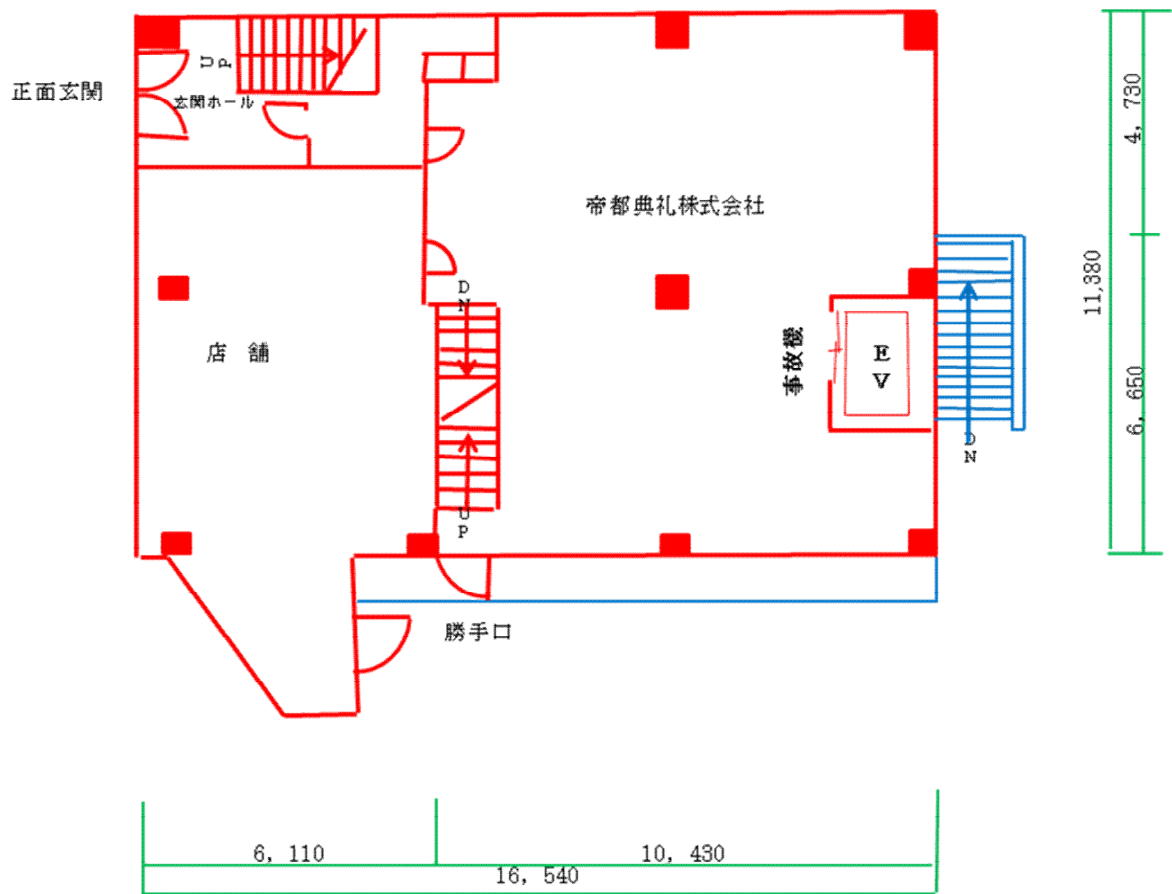 正面玄関
UP
玄関ホール
帝都典礼株式会社
4, 730
11,380
6, 650
DN
店 舗
事故機
EV
DN
UP
勝手口
6, 110
10, 430
16, 540